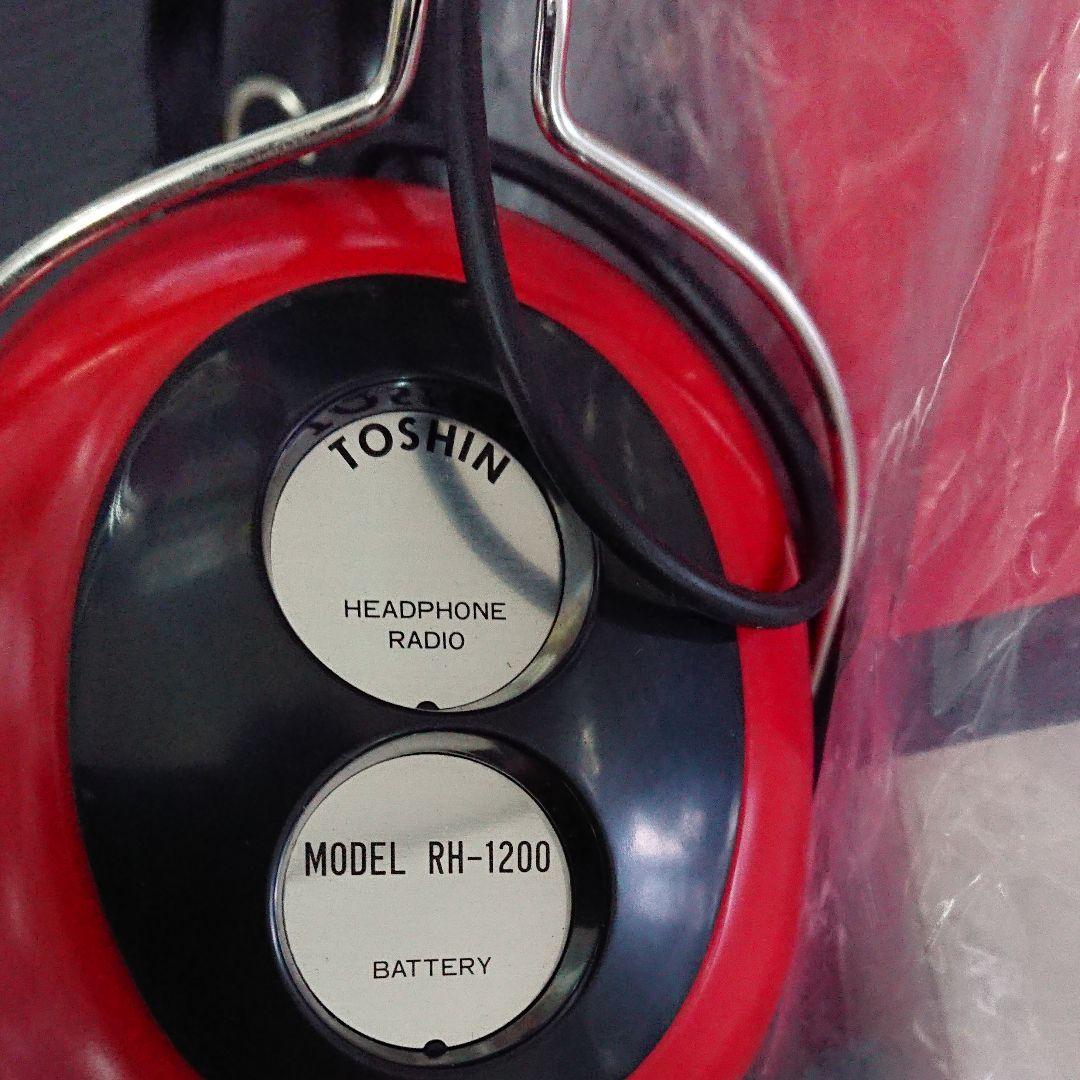 TOSHIN
HEADPHONE
RADIO
MODEL RH-1200
BATTERY